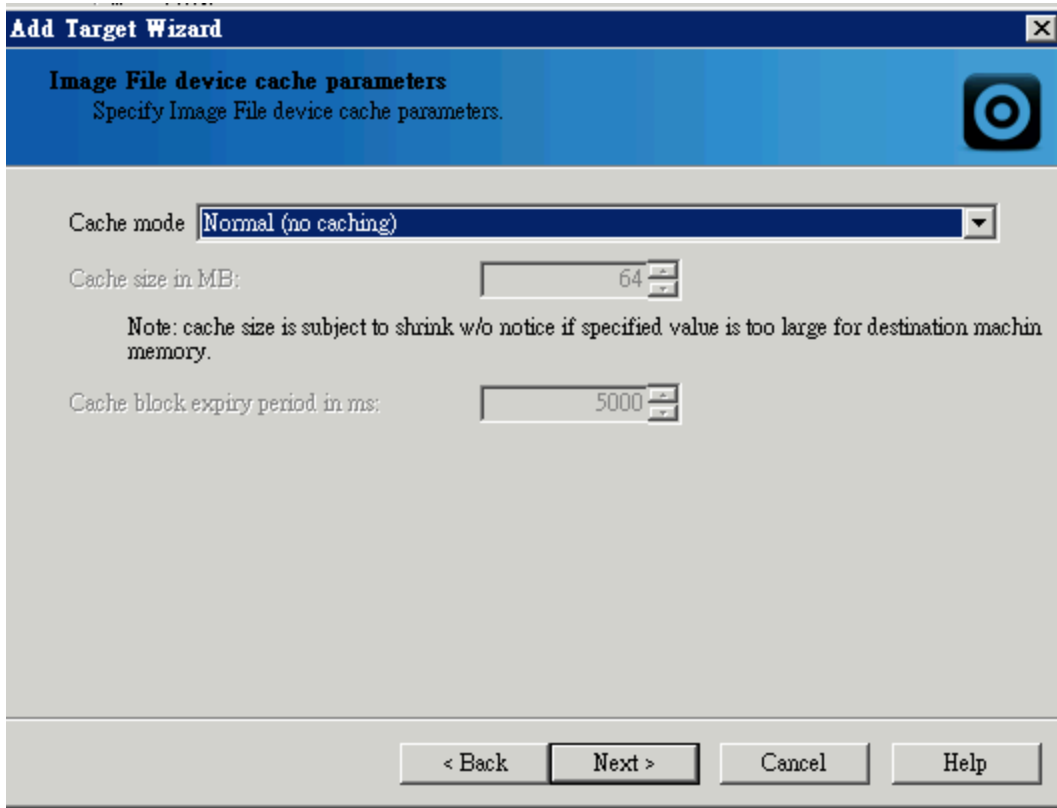 Add Target Wizard
Image File device cache parameters
Specify Image File device cache parameters.
Cache mode Normal (no caching)
Cache size in MB: 64
Note: cache size is subject to shrink w/o notice if specified value is too large for destination machin
memory.
Cache block expiry period in ms: 5000
< Back Next > Cancel Help